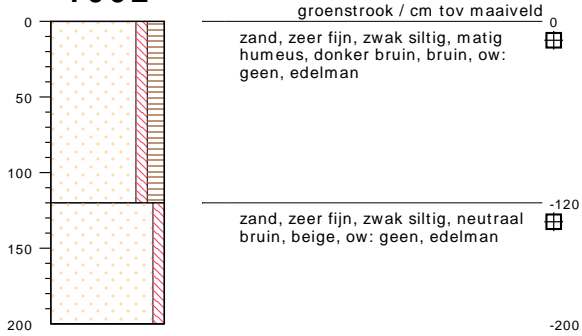 groenstrook / cm tov maaiveld
0 0
zand, zeer fijn, zwak siltig, matig
humeus, donker bruin, bruin, ow:
geen, edelman
50
100
-120
zand, zeer fijn, zwak siltig, neutraal
bruin, beige, ow: geen, edelman
150
200 -200